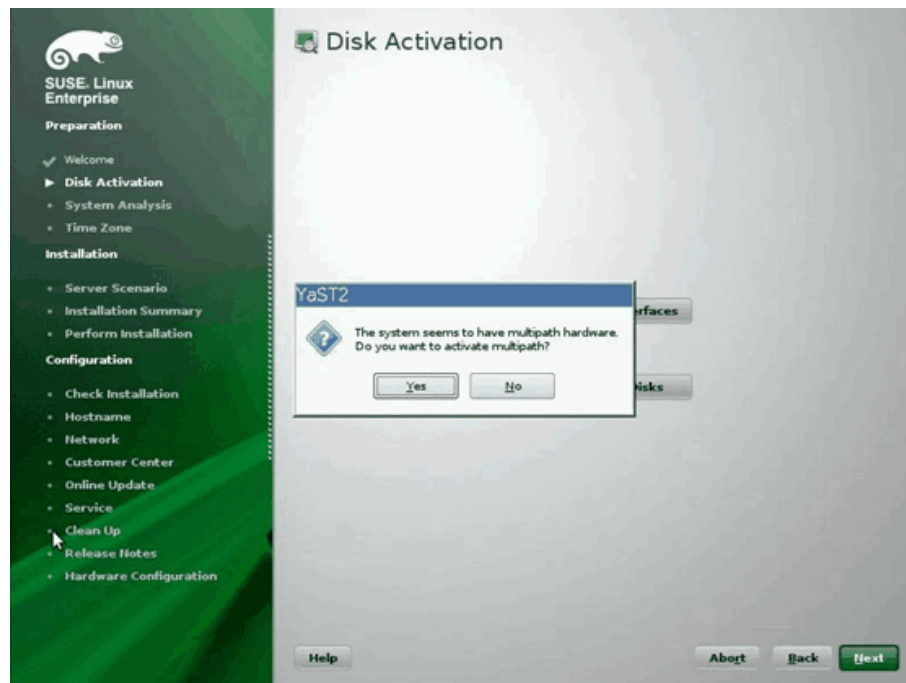 SUSE. Linux
Enterprise
Preparation
Welcome
Disk Activation
System Analysis
Time Zone
Installation
Server Scenario
Installation Summary
Perform Installation
Configuration
Check Installation
Hostname
Network
Customer Center
Online Update
Service
Clean Up
Release Notes
Hardware Configuration
Disk Activation
YaST2
The system seems to have multipath hardware.
Do you want to activate multipath?
Yes
No
Help
Abort
Back
Next